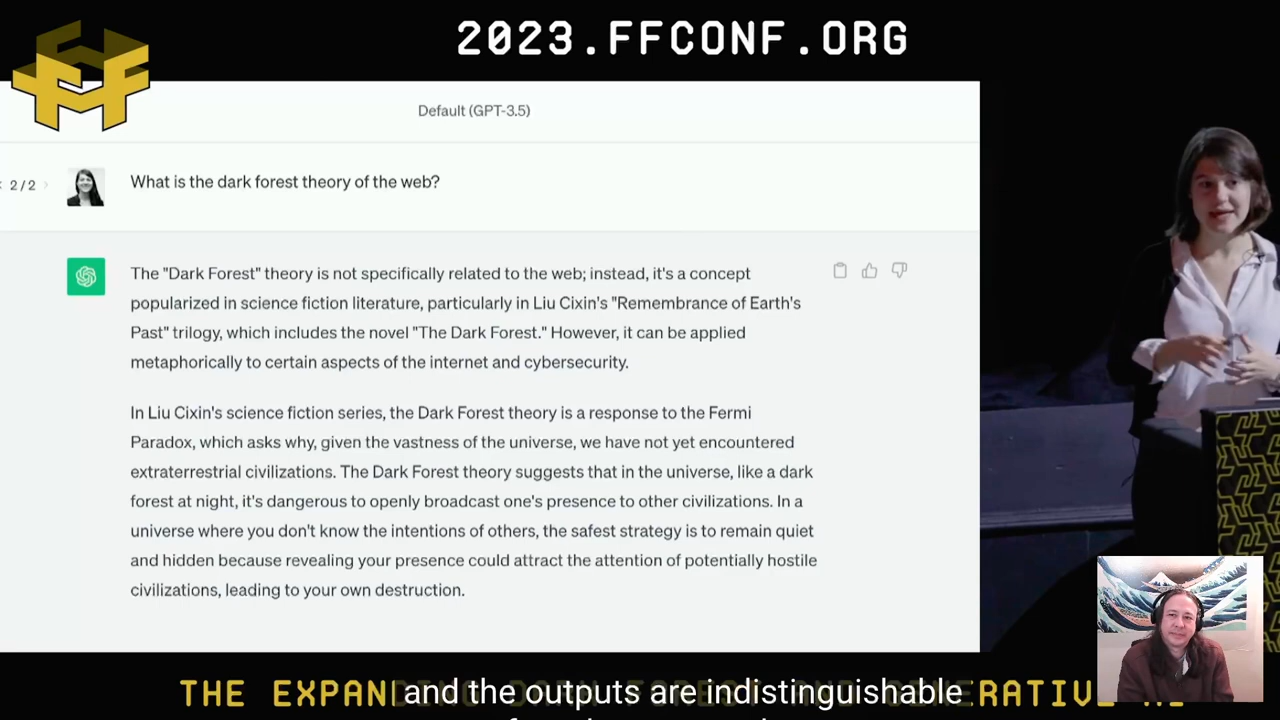 2023.FFCONF.ORG
Default (GPT-3.5)
2/2
What is the dark forest theory of the web?
The "Dark Forest" theory is not specifically related to the web; instead, it's a concept
popularized in science fiction literature, particularly in Liu Cixin's "Remembrance of Earth's
Past" trilogy, which includes the novel "The Dark Forest." However, it can be applied
metaphorically to certain aspects of the internet and cybersecurity.
In Liu Cixin's science fiction series, the Dark Forest theory is a response to the Fermi
Paradox, which asks why, given the vastness of the universe, we have not yet encountered
extraterrestrial civilizations. The Dark Forest theory suggests that in the universe, like a dark
forest at night, it's dangerous to openly broadcast one's presence to other civilizations. In a
universe where you don't know the intentions of others, the safest strategy is to remain quiet
and hidden because revealing your presence could attract the attention of potentially hostile
civilizations, leading to your own destruction.
THE
and the outputs are indistinguishable